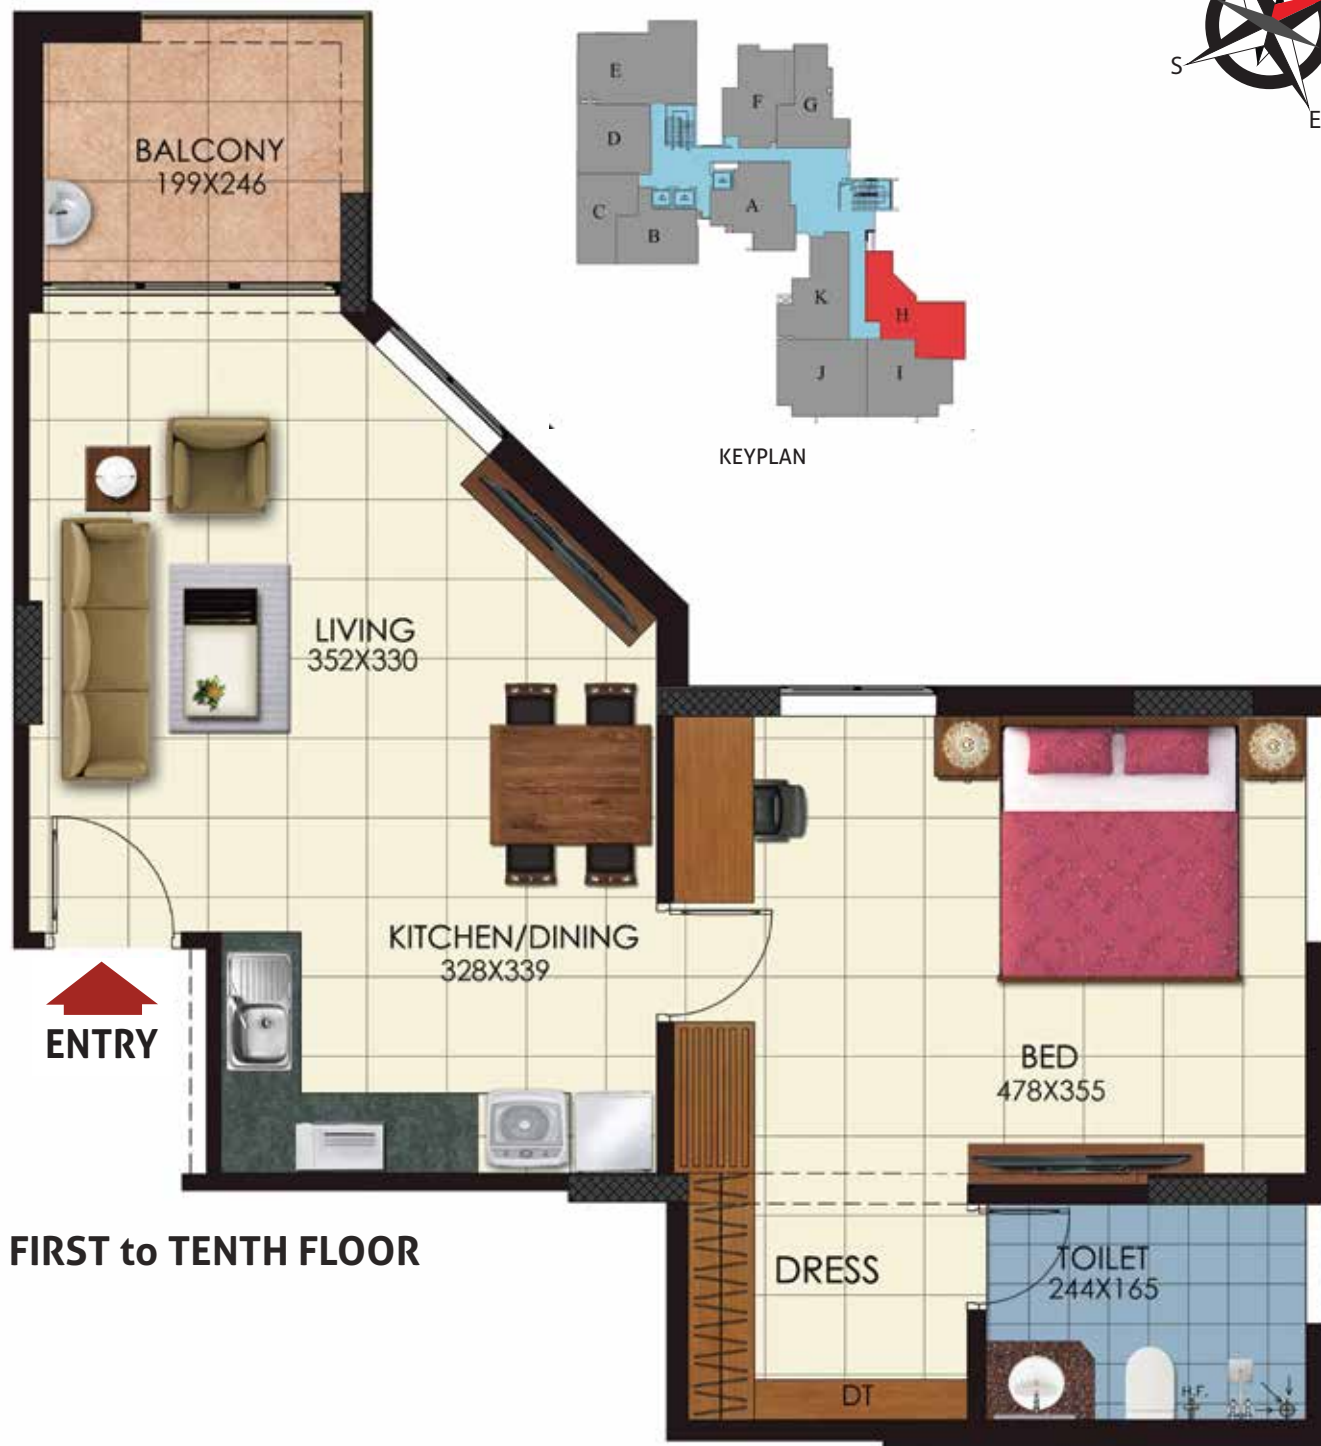 S
E
E
F
G
D
C
A
B
K
H
J
I
KEYPLAN
BALCONY
199X246
LIVING
352X330
KITCHEN/DINING
328X339
ENTRY
BED
478X355
FIRST to TENTH FLOOR
DRESS
TOILET
244X165
DT
H.F.